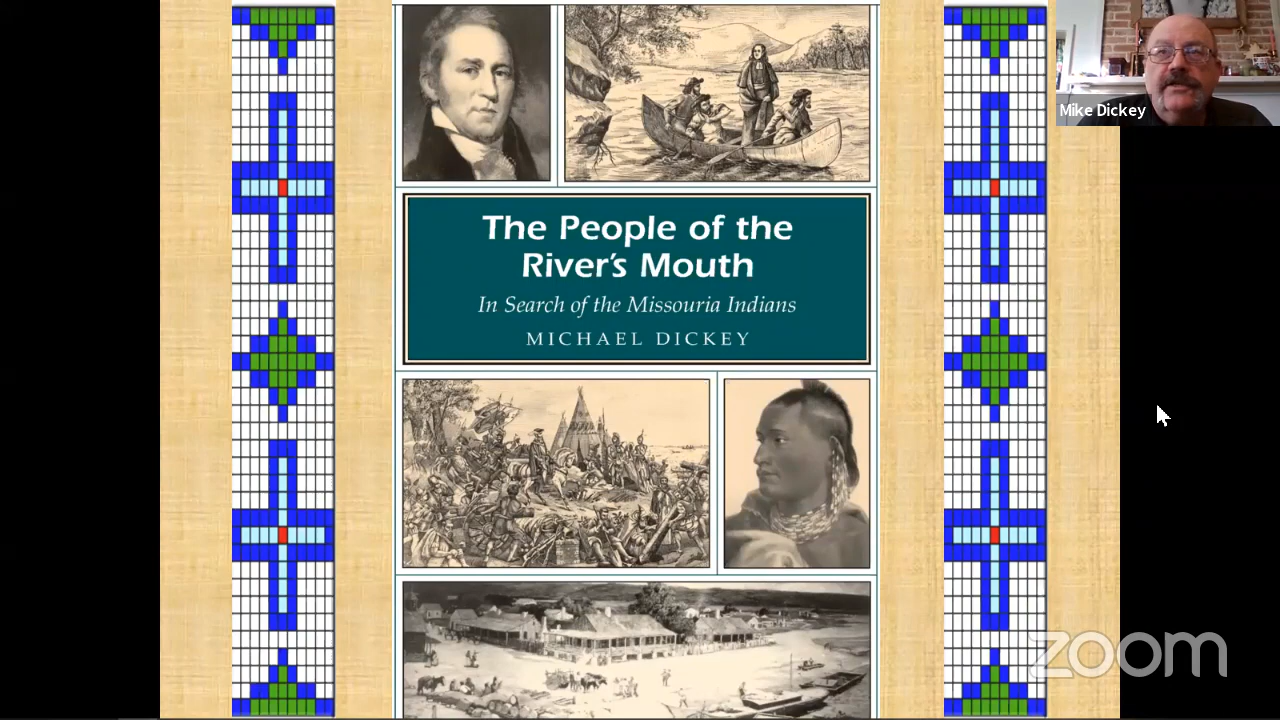 Mike Dickey
The People of the
River's Mouth
In Search of the Missouria Indians
MICHAEL DICKEY
zoom